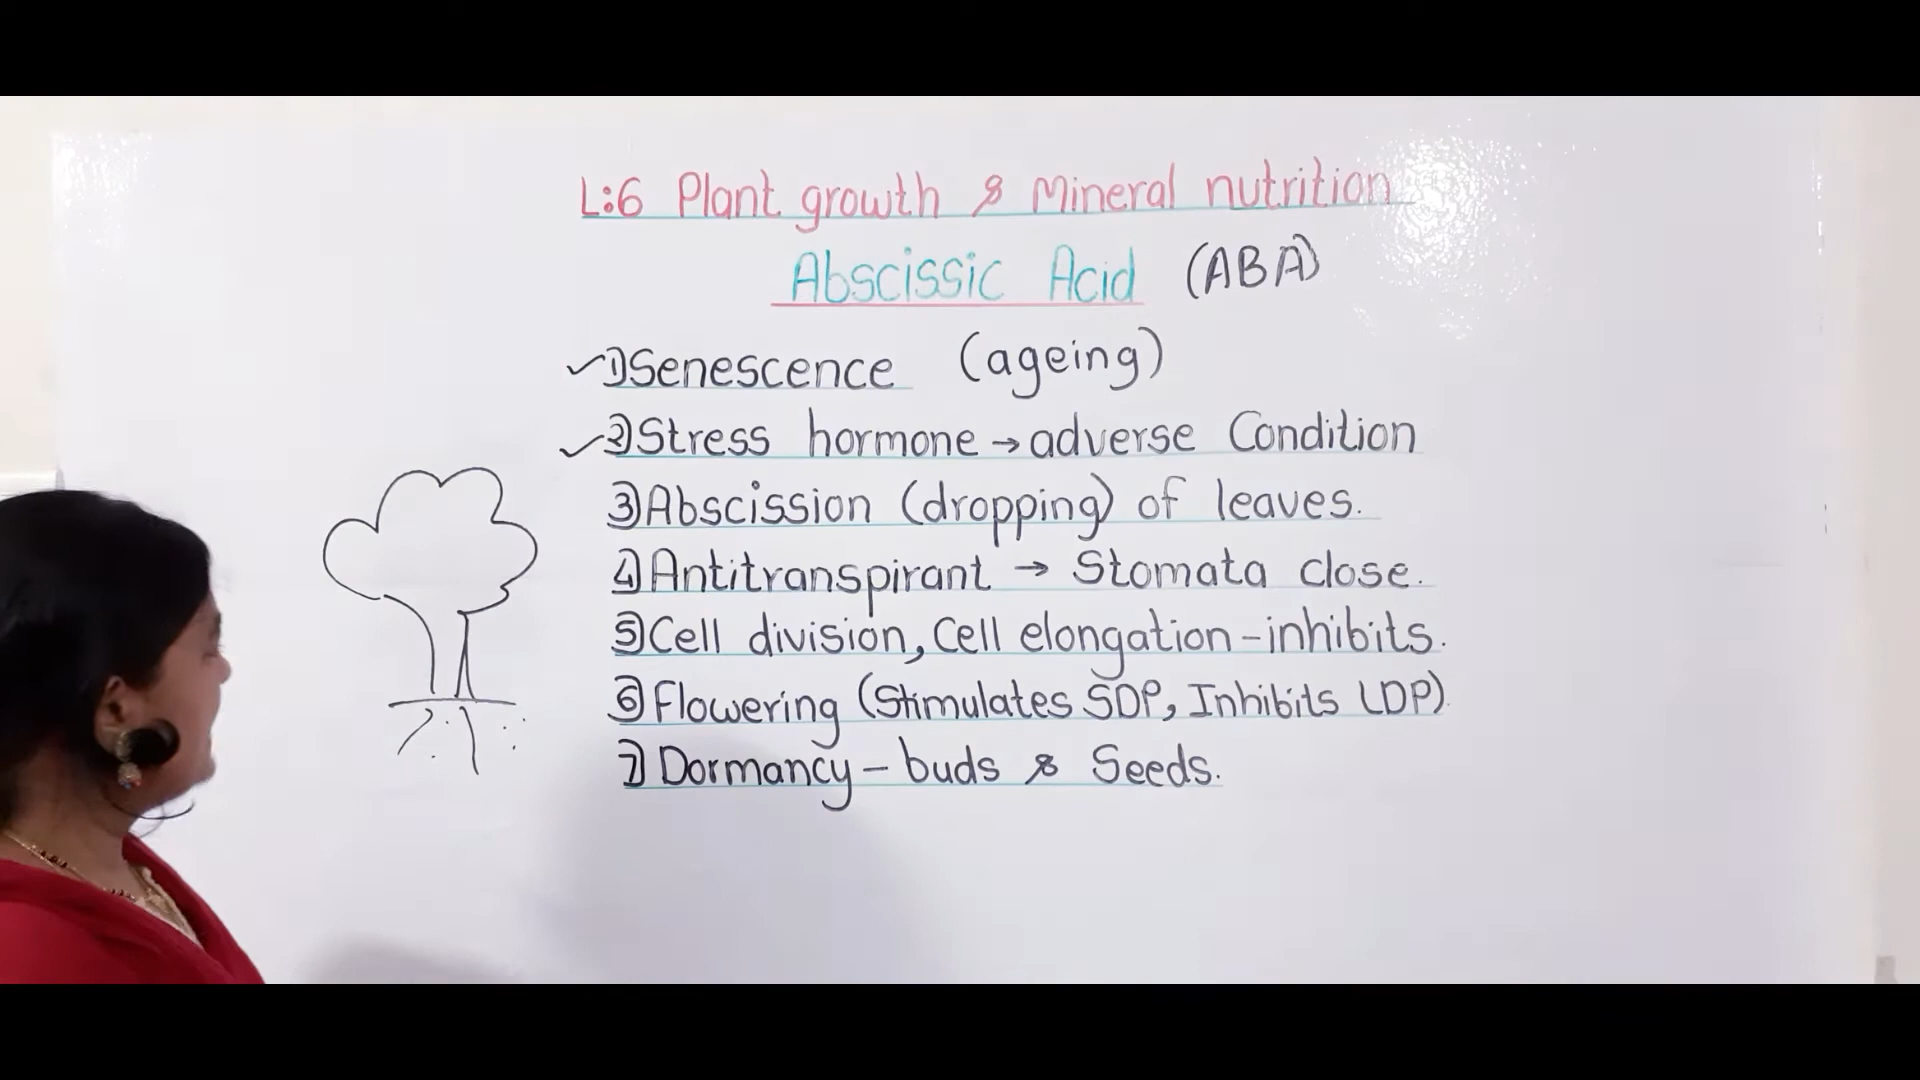 L:6 Plant growth & Mineral nutrition
Abscissic Acid (ABA)
✓1) Senescence (ageing)
✓2) Stress hormone → adverse Condition
3) Abscission (dropping) of leaves.
4) Antitranspirant → Stomata close.
5) Cell division, Cell elongation - inhibits.
6) Flowering (Stimulates SDP, Inhibits LDP)
7) Dormancy - buds & Seeds.